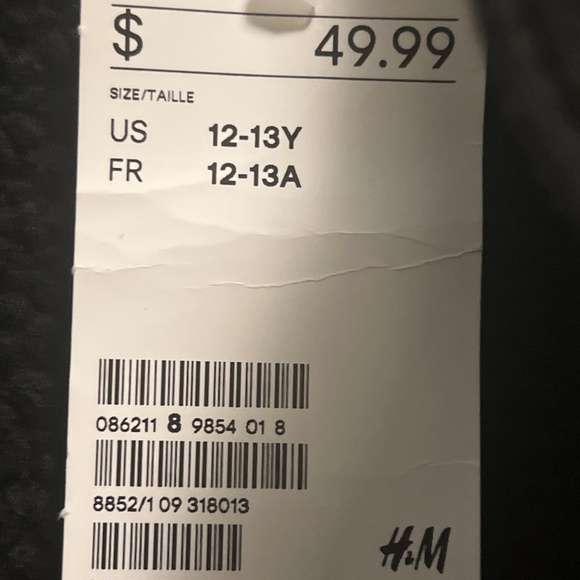 $ 49.99
SIZE/TAILLE
US 12-13Y
FR 12-13A
086211 8 9854 01 8
8852/1 09 318013
H&M